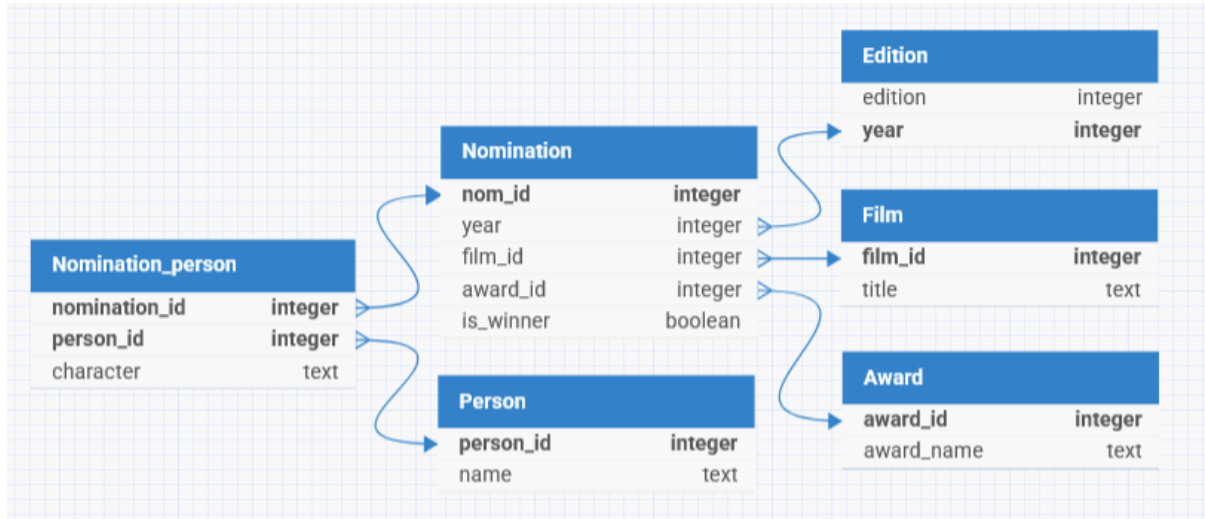 Nomination_person
nomination_id integer
person_id integer
character text
Nomination
nom_id integer
year integer
film_id integer
award_id integer
is_winner boolean
Person
person_id integer
name text
Edition
edition integer
year integer
Film
film_id integer
title text
Award
award_id integer
award_name text